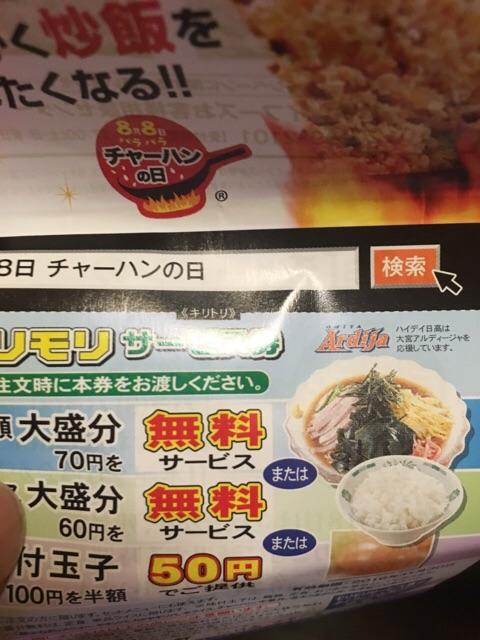 く炒飯を
たくなる!!
8月8日
パラパラ
チャーハン
の日
®
8日 チャーハンの日
検索
《キリトリ》
リモリ サービス券
Ardija
ハイデイ日高は
大宮アルディージャを
応援しています。
注文時に本券をお渡しください。
大盛分
70円を
無料
サービス
または
大盛分
60円を
無料
サービス
または
付玉子
100円を半額
50円
でご提供